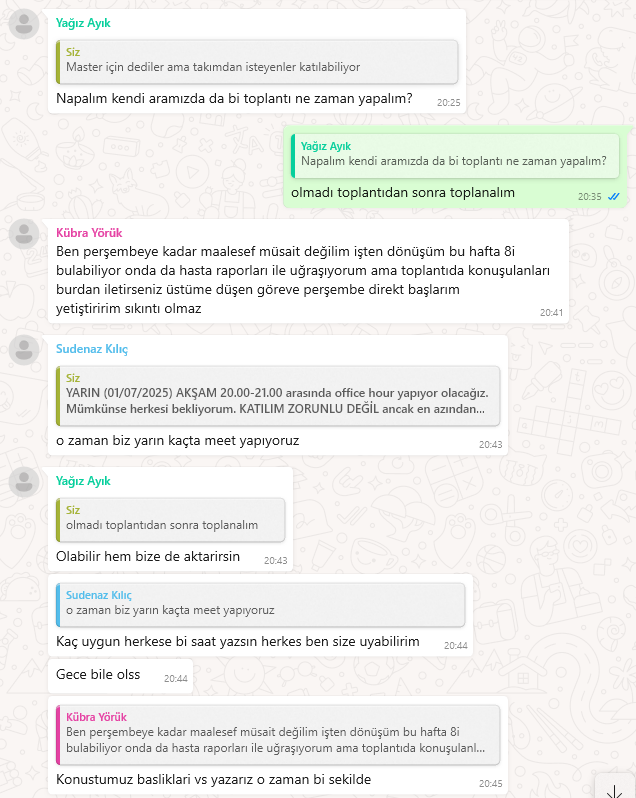 Yağız Ayık
Siz
Master için dediler ama takımdan isteyenler katılabiliyor
Napalım kendi aramızda da bi toplantı ne zaman yapalım?
20:25
Yağız Ayık
Napalım kendi aramızda da bi toplantı ne zaman yapalım?
olmadı toplantıdan sonra toplanalım
20:35
Kübra Yörük
Ben perşembeye kadar maalesef müsait değilim işten dönüşüm bu hafta 8i
bulabiliyor onda da hasta raporları ile uğraşıyorum ama toplantıda konuşulanları
burdan iletirseniz üstüme düşen göreve perşembe direkt başlarım
yetiştiririm sıkıntı olmaz
20:41
Sudenaz Kılıç
Siz
YARIN (01/07/2025) AKŞAM 20.00-21.00 arasında office hour yapıyor olacağız.
Mümkünse herkesi bekliyorum. KATILIM ZORUNLU DEĞİL ancak en azından...
o zaman biz yarın kaçta meet yapıyoruz
20:43
Yağız Ayık
Siz
olmadı toplantıdan sonra toplanalım
Olabilir hem bize de aktarirsin
20:43
Sudenaz Kılıç
o zaman biz yarın kaçta meet yapıyoruz
Kaç uygun herkese bi saat yazsın herkes ben size uyabilirim
20:44
Gece bile olss
20:44
Kübra Yörük
Ben perşembeye kadar maalesef müsait değilim işten dönüşüm bu hafta 8i
bulabiliyor onda da hasta raporları ile uğraşıyorum ama toplantıda konuşulanl...
Konustumuz basliklari vs yazarız o zaman bi sekilde
20:45